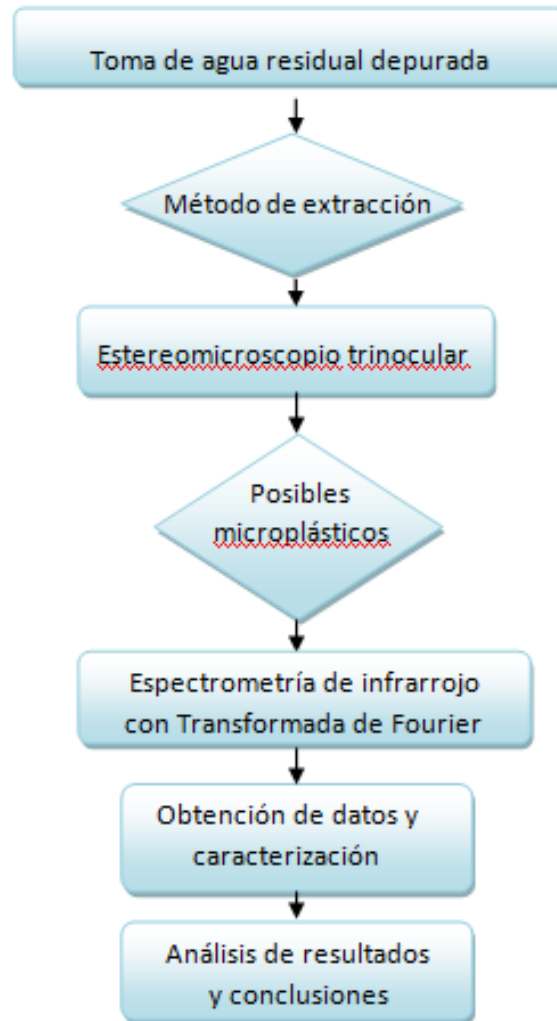 Toma de agua residual depurada
Método de extracción
Estereomicroscopio trinocular
Posibles
microplásticos
Espectrometría de infrarrojo
con Transformada de Fourier
Obtención de datos y
caracterización
Análisis de resultados
y conclusiones